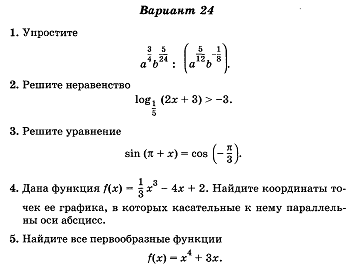 Вариант 24
1. Упростите
a^{3/4} b^{5/24} : (a^{5/12} b^{-1/8}).
2. Решите неравенство
log_{1/5} (2x + 3) > -3.
3. Решите уравнение
sin (π + x) = cos (-π/3).
4. Дана функция f(x) = 1/3 x^3 - 4x + 2. Найдите координаты то-
чек ее графика, в которых касательные к нему параллель-
ны оси абсцисс.
5. Найдите все первообразные функции
f(x) = x^4 + 3x.